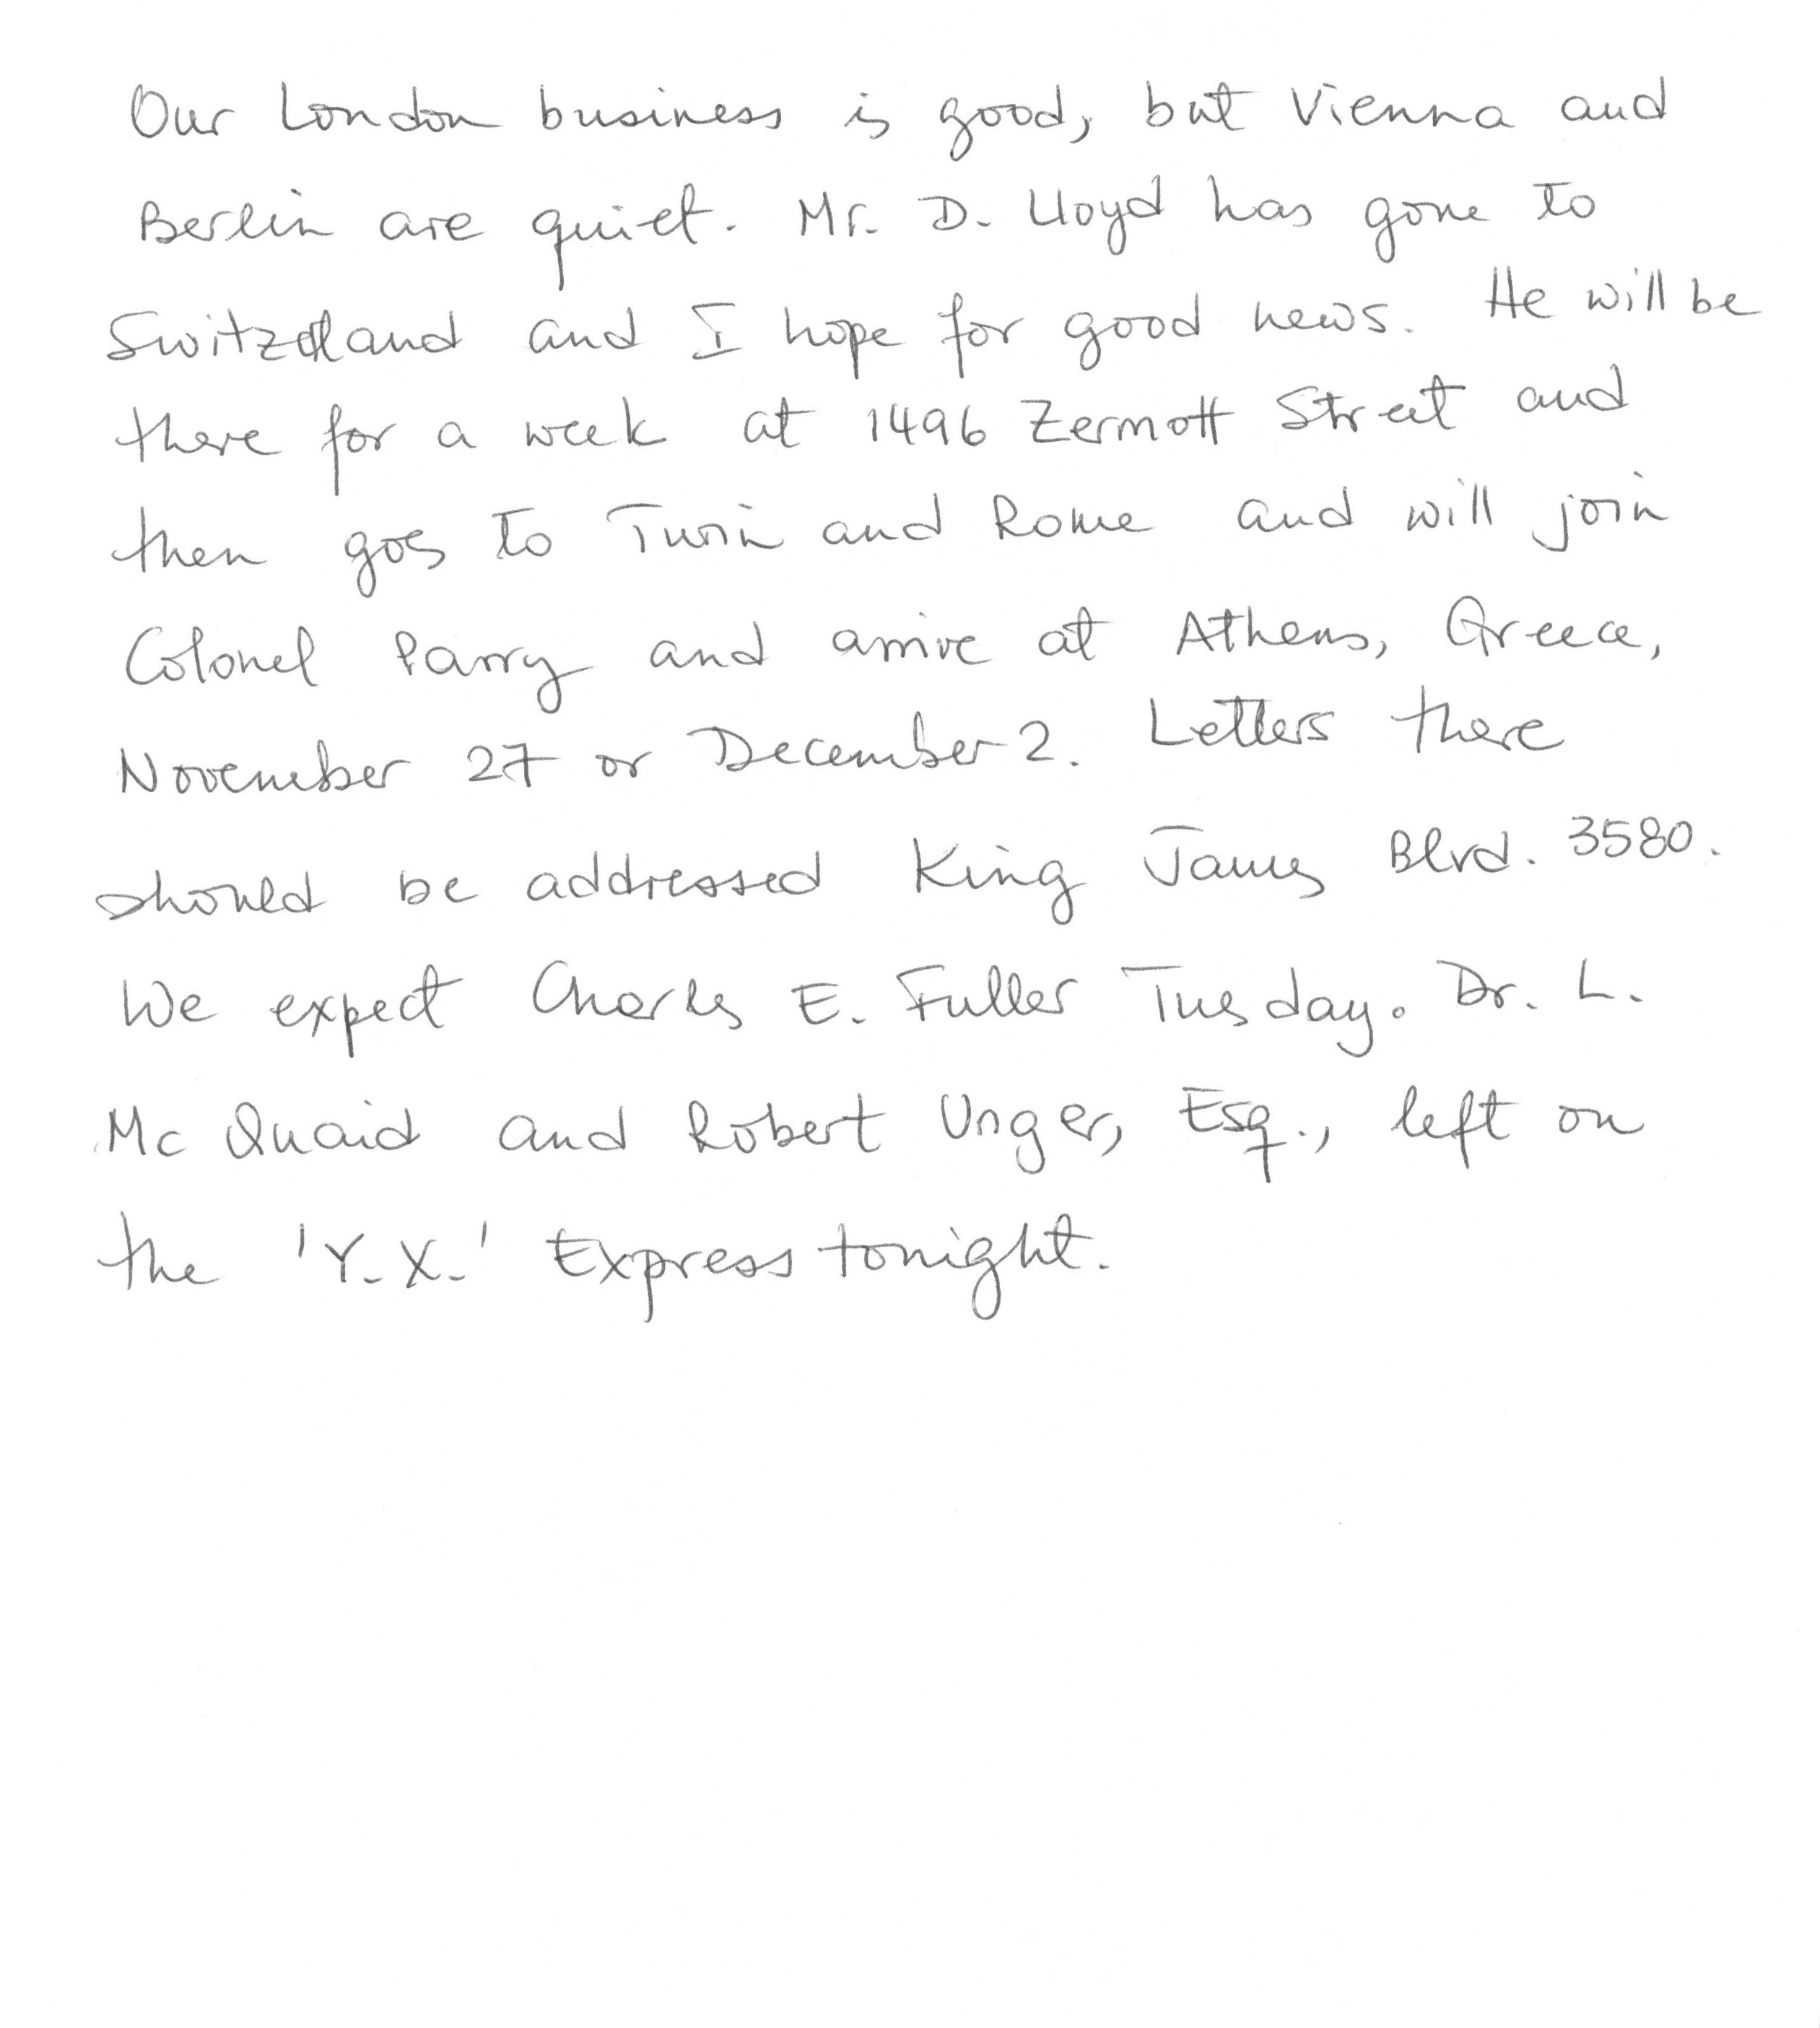 Our London business is good, but Vienna and
Berlin are quiet. Mr. D. Lloyd has gone to
Switzerland and I hope for good news. He will be
there for a week at 1496 Zermott Street and
then goes to Turin and Rome and will join
Colonel Parry and arrive at Athens, Greece,
November 27 or December 2. Letters there
should be addressed King James Blvd. 3580.
We expect Charles E. Fuller Tuesday. Dr. L.
Mc Quaid and Robert Unger, Esq., left on
the 'Y.X.' Express tonight.